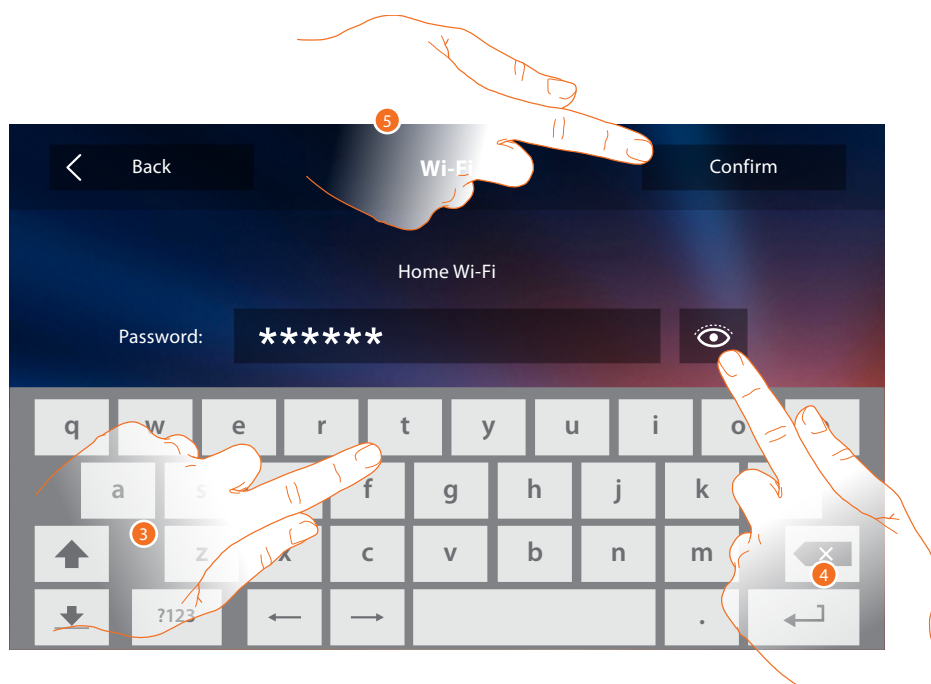 5
Back Wi-Fi Confirm
Home Wi-Fi
Password: ******
q w e r t y u i o p
a s f g h j k
3 z x c v b n m
4
?123 .